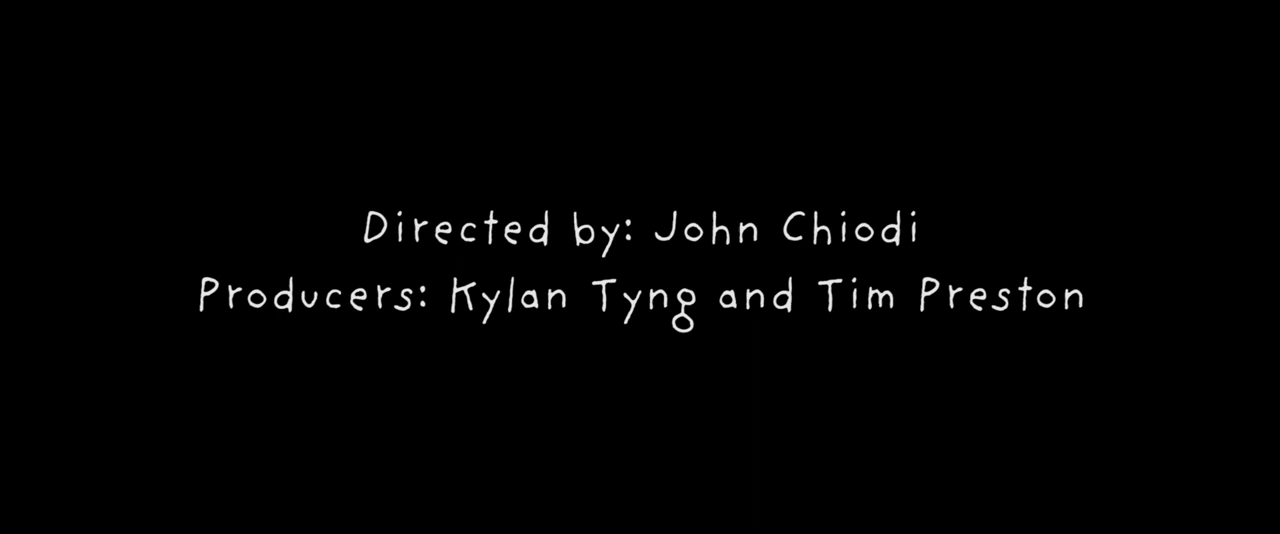 Directed by: John Chiodi
Producers: Kylan Tyng and Tim Preston